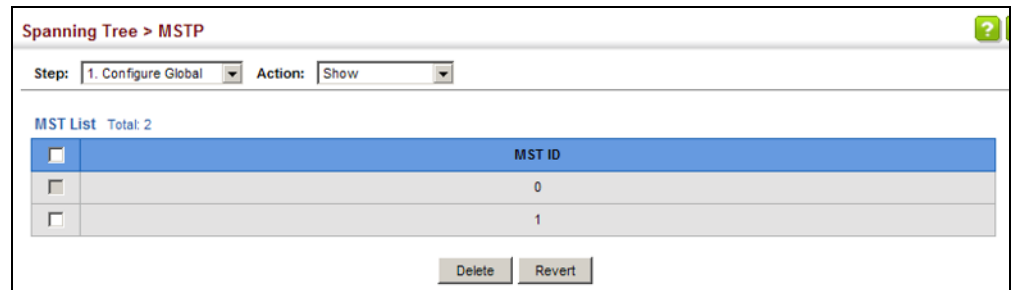 Spanning Tree > MSTP
?
Step: 1. Configure Global Action: Show
MST List Total: 2
MST ID
0
1
Delete Revert